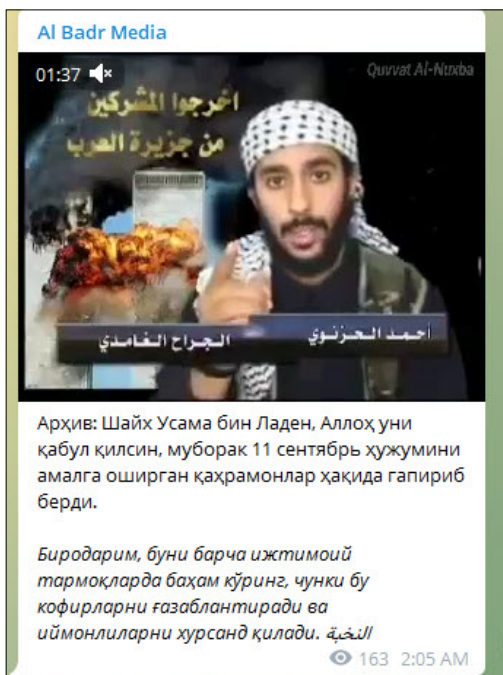 Al Badr Media
01:37
Quvvat Al-Nuxba
اخرجوا المشركين
من جزيرة العرب
أحمد الحزنوي
الجراح الغامدي
Арҳив: Шайх Усама бин Ладен, Аллоҳ уни
қабул қилсин, муборак 11 сентябрь ҳужумини
амалга оширган қаҳрамонлар ҳақида гапириб
берди.
Биродарим, буни барча ижтимоий
тармоқларда баҳам кўринг, чунки бу
кофирларни ғазаблантиради ва
иймонлиларни хурсанд қилади. النخبة
163 2:05 AM